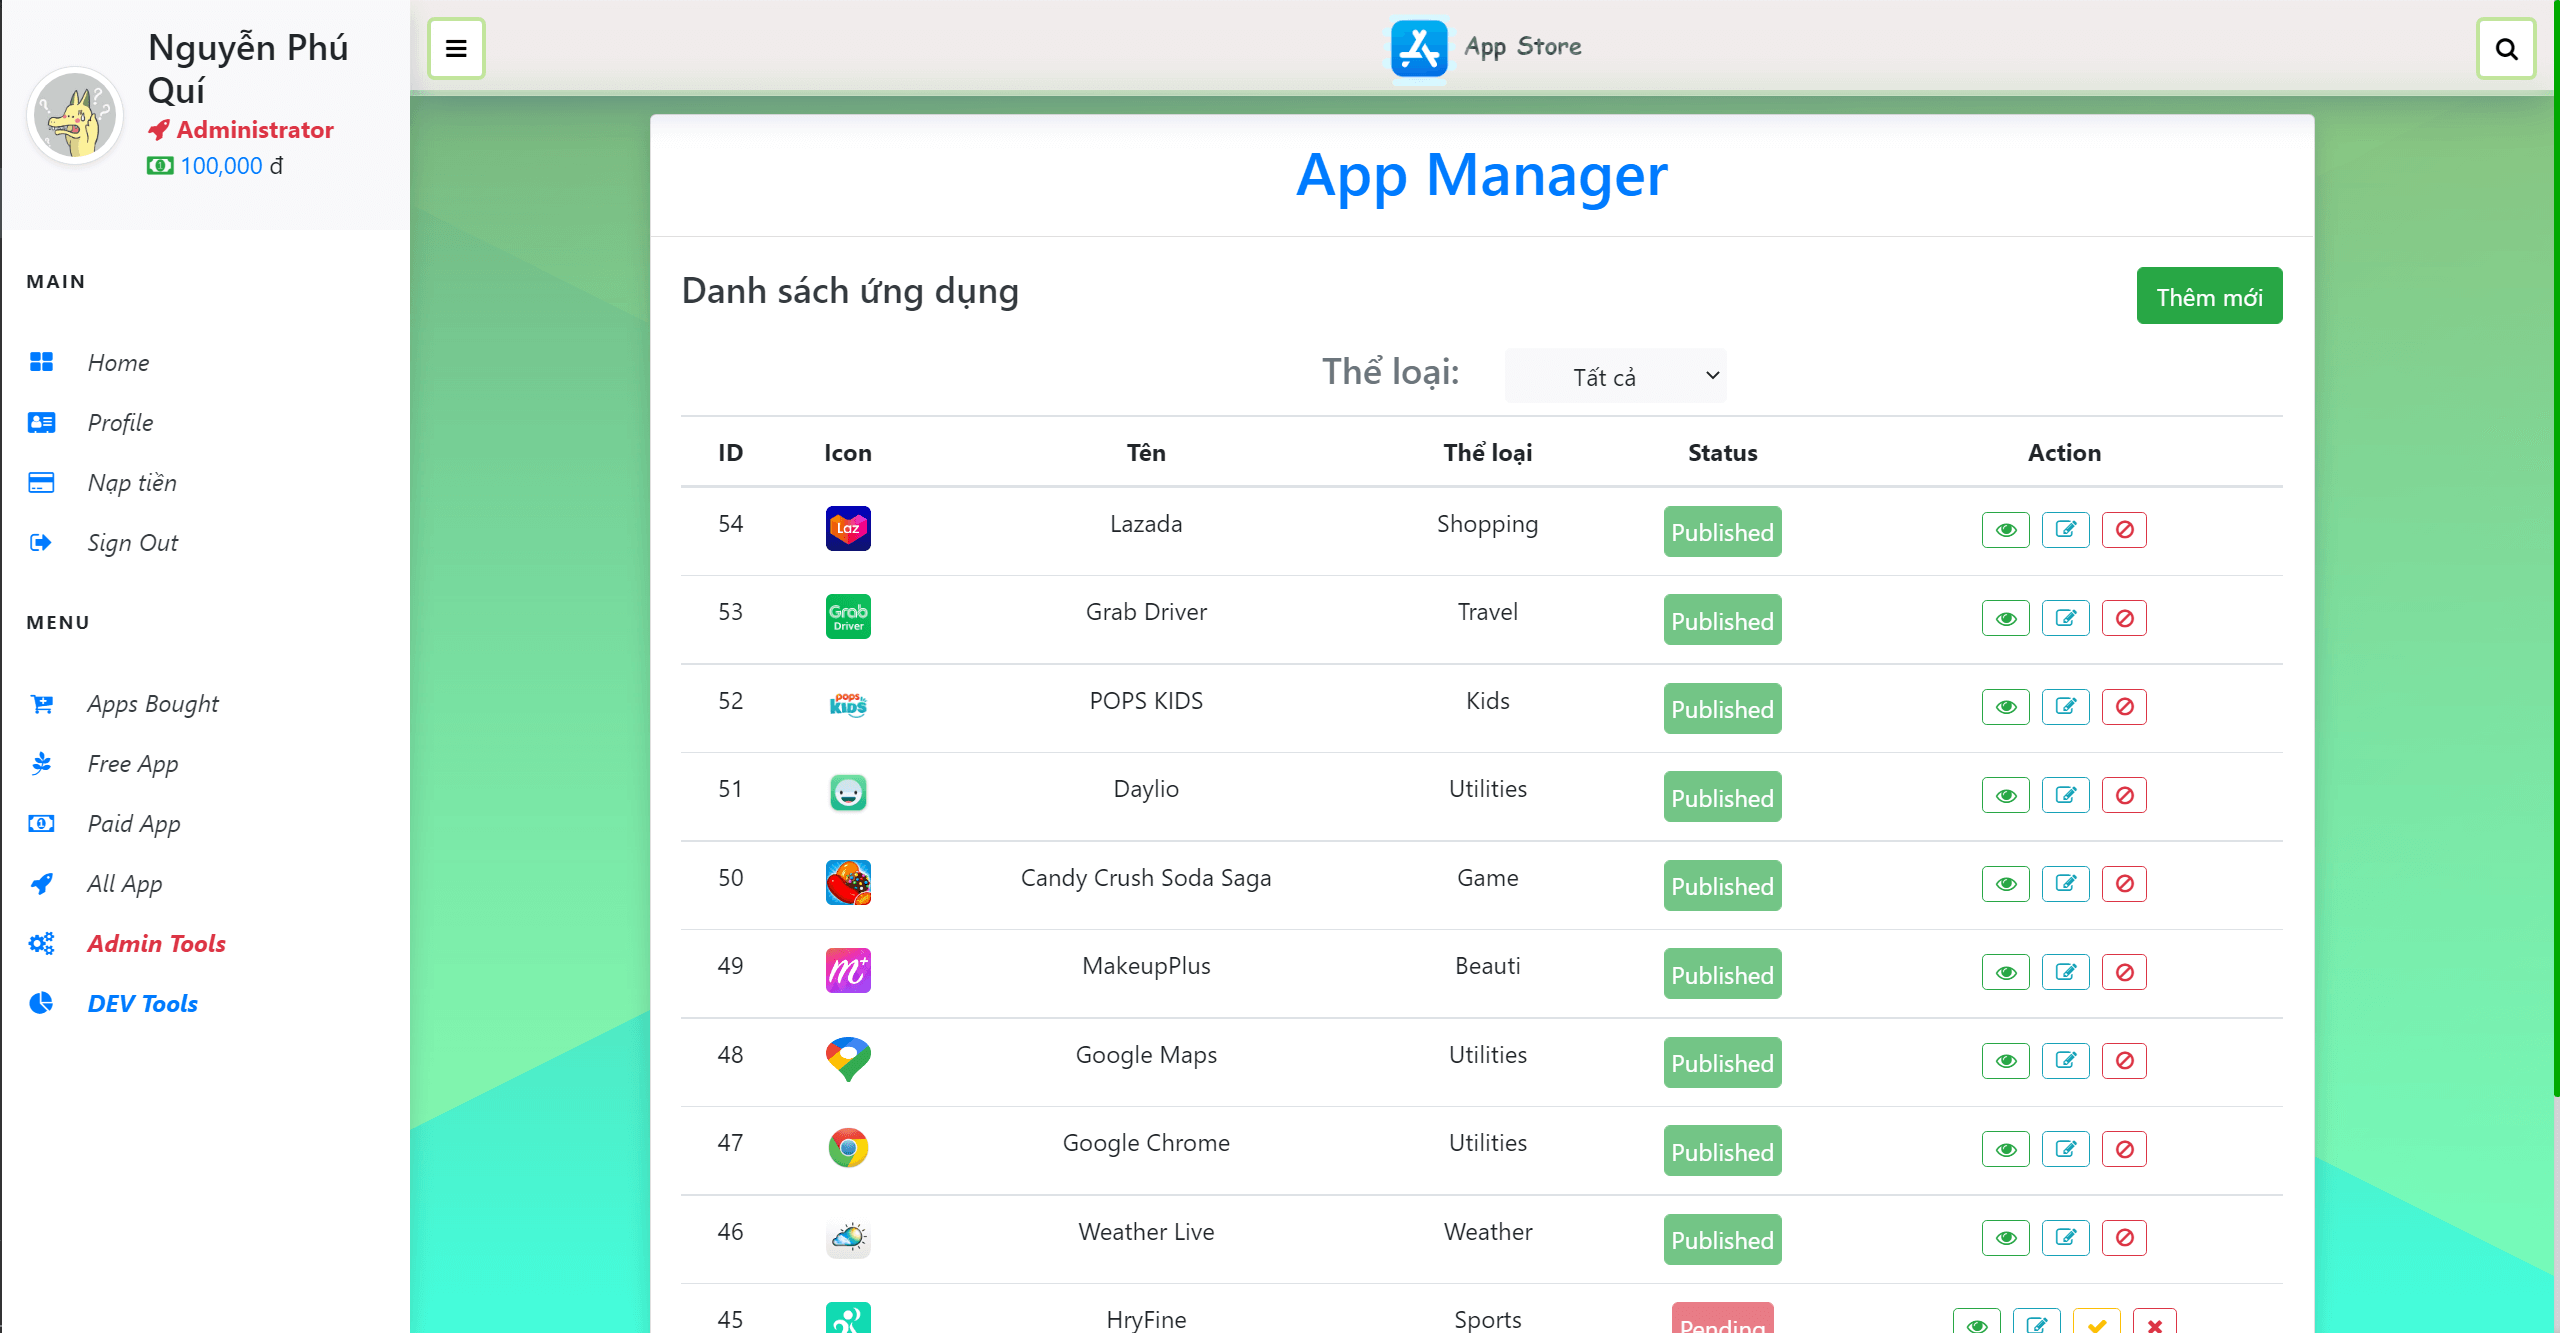 Nguyễn Phú
Quí
Administrator
100,000 đ
MAIN
Home
Profile
Nạp tiền
Sign Out
MENU
Apps Bought
Free App
Paid App
All App
Admin Tools
DEV Tools
App Store
App Manager
Danh sách ứng dụng
Thêm mới
Thể loại: Tất cả
ID Icon Tên Thể loại Status Action
54 Laz Lazada Shopping Published
53 Grab Driver Grab Driver Travel Published
52 pops KIDS POPS KIDS Kids Published
51 Daylio Utilities Published
50 Candy Crush Soda Saga Game Published
49 m+ MakeupPlus Beauti Published
48 Google Maps Utilities Published
47 Google Chrome Utilities Published
46 Weather Live Weather Published
45 HryFine Sports Pending